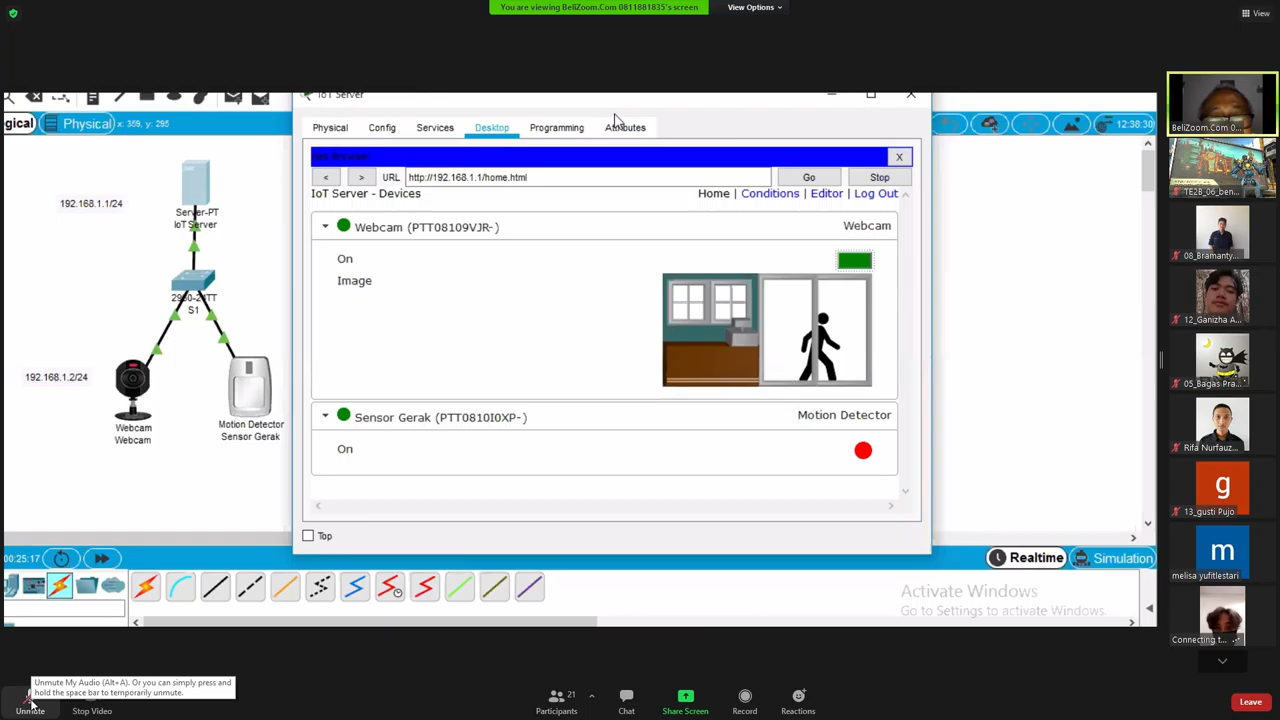 You are viewing BeliZoom.Com 0811881835's screen
View Options
View
IoT Server
gical
Physical
x: 359, y: 295
Physical
Config
Services
Desktop
Programming
Attributes
12:38:30
<
>
URL
http://192.168.1.1/home.html
Go
Stop
X
IoT Server - Devices
Home | Conditions | Editor | Log Out
Webcam (PTT08109VJR-)
Webcam
On
Image
Sensor Gerak (PTT0810I0XP-)
Motion Detector
On
Top
192.168.1.1/24
Server-PT
IoT Server
S1
192.168.1.2/24
Webcam
Webcam
Motion Detector
Sensor Gerak
00:25:17
Realtime
Simulation
Activate Windows
Go to Settings to activate Windows.
BeliZoom.Com 0...
TE2B_06_ben...
08_Bramanty...
12_Ganizha A...
05_Bagas Pra...
Rifa Nurfauz...
g
13_gusti Pujo
m
melisa yufitlestari
Connecting t...
Unmute My Audio (Alt+A). Or you can simply press and
hold the space bar to temporarily unmute.
Unmute
Stop Video
21
Participants
Chat
Share Screen
Record
Reactions
Leave